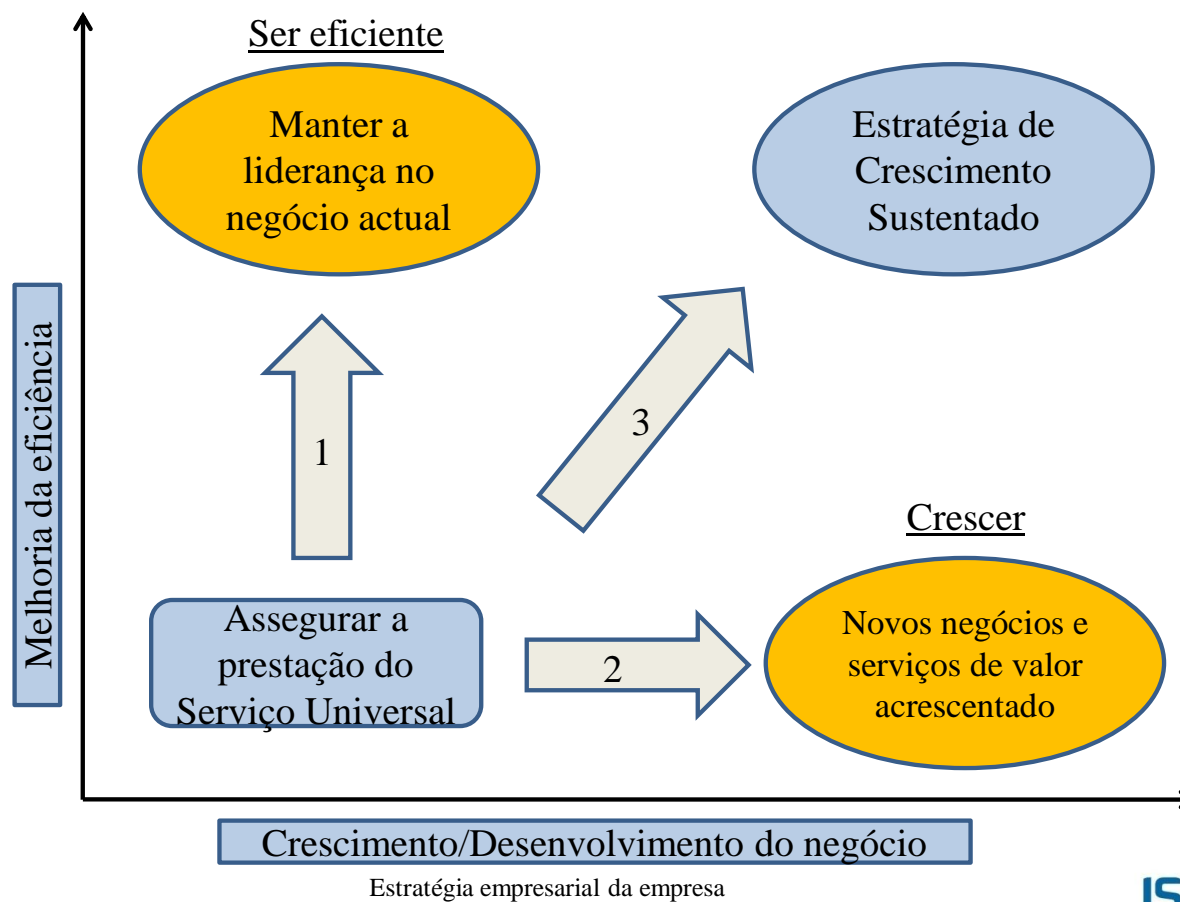 Ser eficiente
Manter a
liderança no
negócio actual
Estratégia de
Crescimento
Sustentado
Melhoria da eficiência
1
3
Crescer
Assegurar a
prestação do
Serviço Universal
2
Novos negócios e
serviços de valor
acrescentado
Crescimento/Desenvolvimento do negócio
Estratégia empresarial da empresa
IS